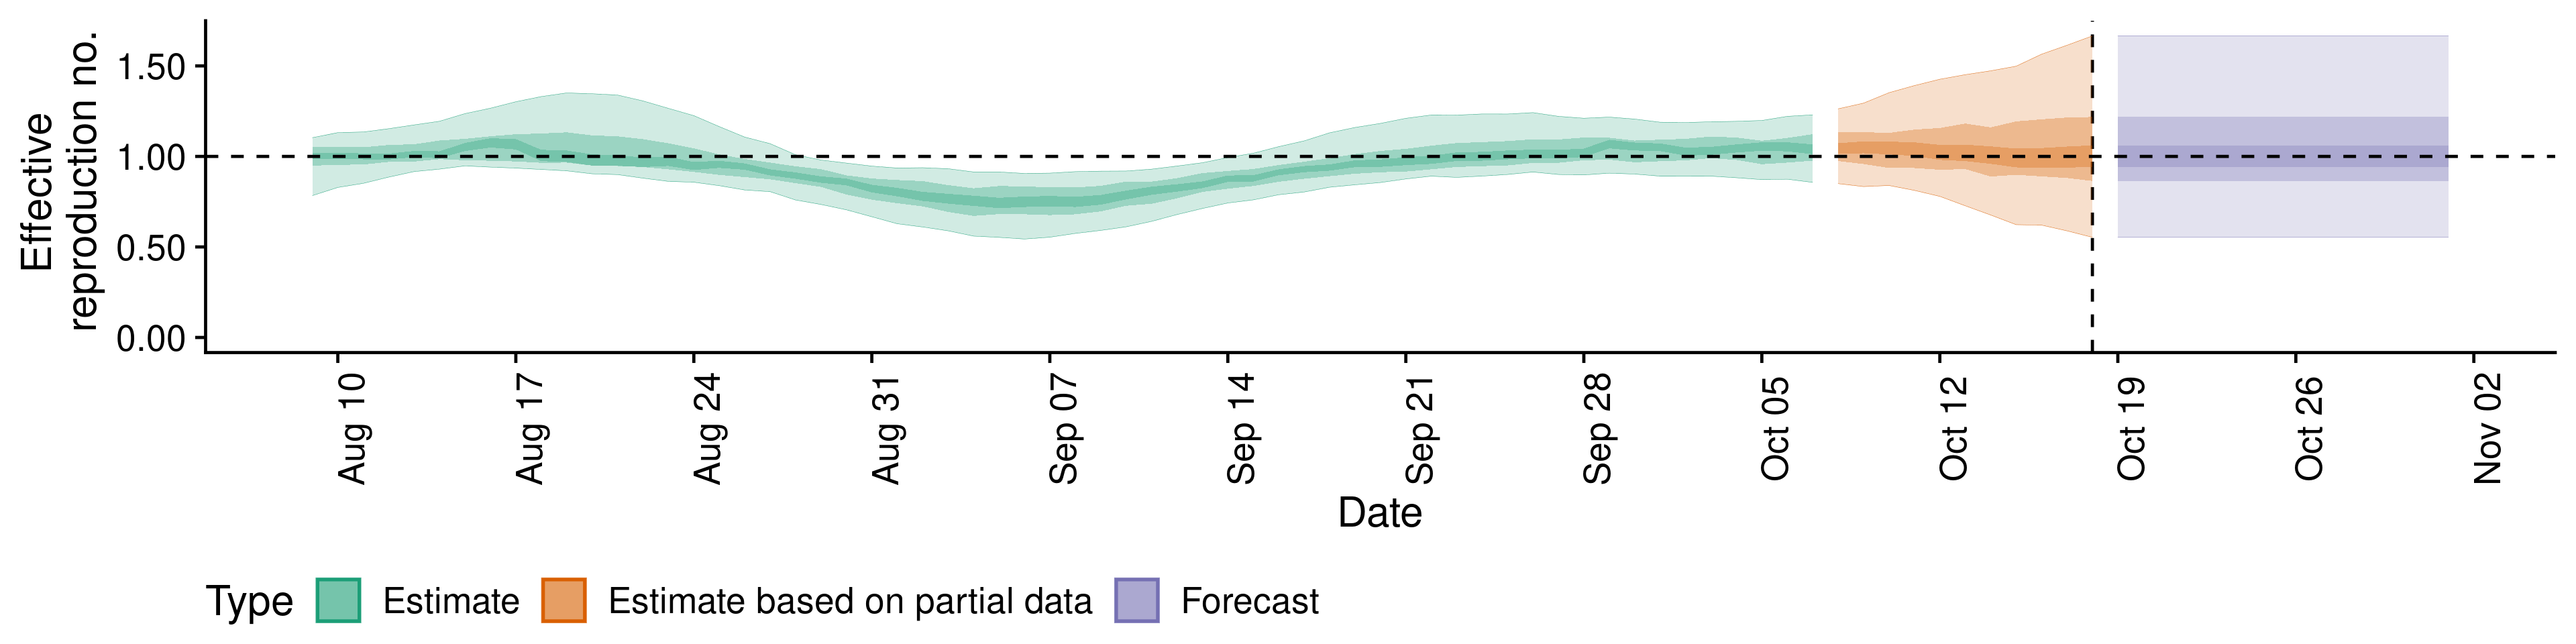 Effective
reproduction no.
1.50
1.00
0.50
0.00
Aug 10
Aug 17
Aug 24
Aug 31
Sep 07
Sep 14
Sep 21
Sep 28
Oct 05
Oct 12
Oct 19
Oct 26
Nov 02
Date
Type Estimate Estimate based on partial data Forecast